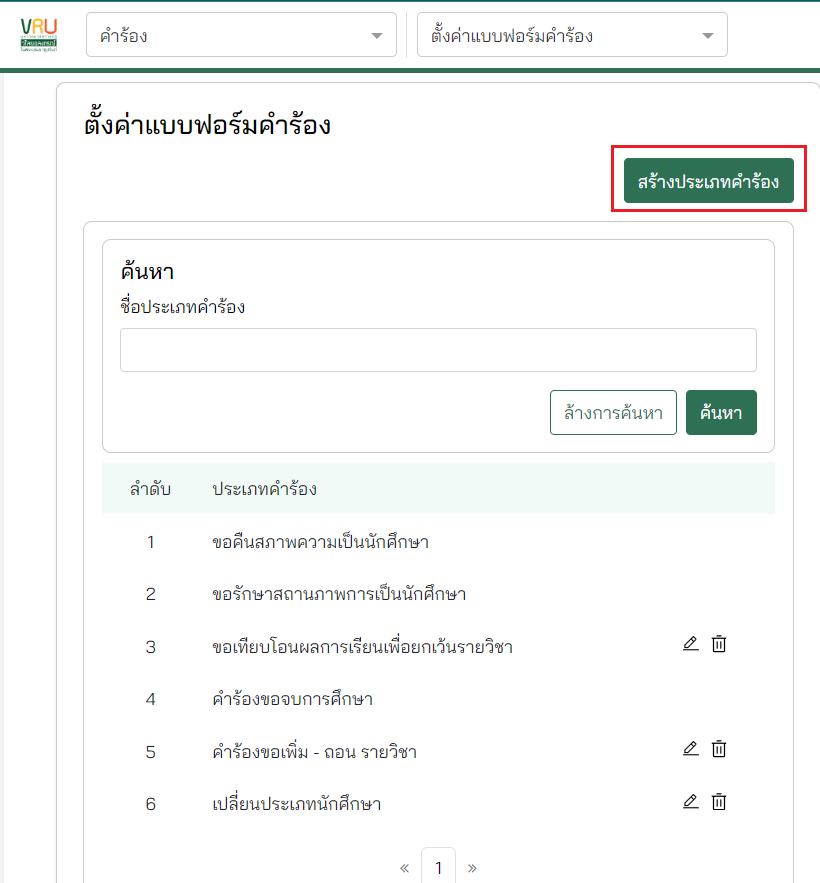 VRU
คำร้อง
ตั้งค่าแบบฟอร์มคำร้อง
ตั้งค่าแบบฟอร์มคำร้อง
สร้างประเภทคำร้อง
ค้นหา
ชื่อประเภทคำร้อง
ล้างการค้นหา ค้นหา
ลำดับ ประเภทคำร้อง
1 ขอคืนสภาพความเป็นนักศึกษา
2 ขอรักษาสถานภาพการเป็นนักศึกษา
3 ขอเทียบโอนผลการเรียนเพื่อยกเว้นรายวิชา
4 คำร้องขอจบการศึกษา
5 คำร้องขอเพิ่ม - ถอน รายวิชา
6 เปลี่ยนประเภทนักศึกษา
« 1 »